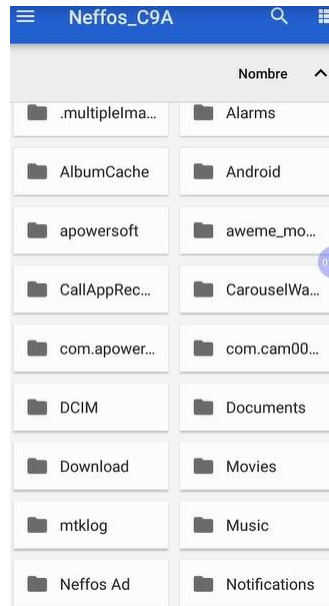 Neffos_C9A
Nombre
.multipleIma... Alarms
AlbumCache Android
apowersoft aweme_mo...
CallAppRec... CarouselWa...
com.apower... com.cam00...
DCIM Documents
Download Movies
mtklog Music
Neffos Ad Notifications